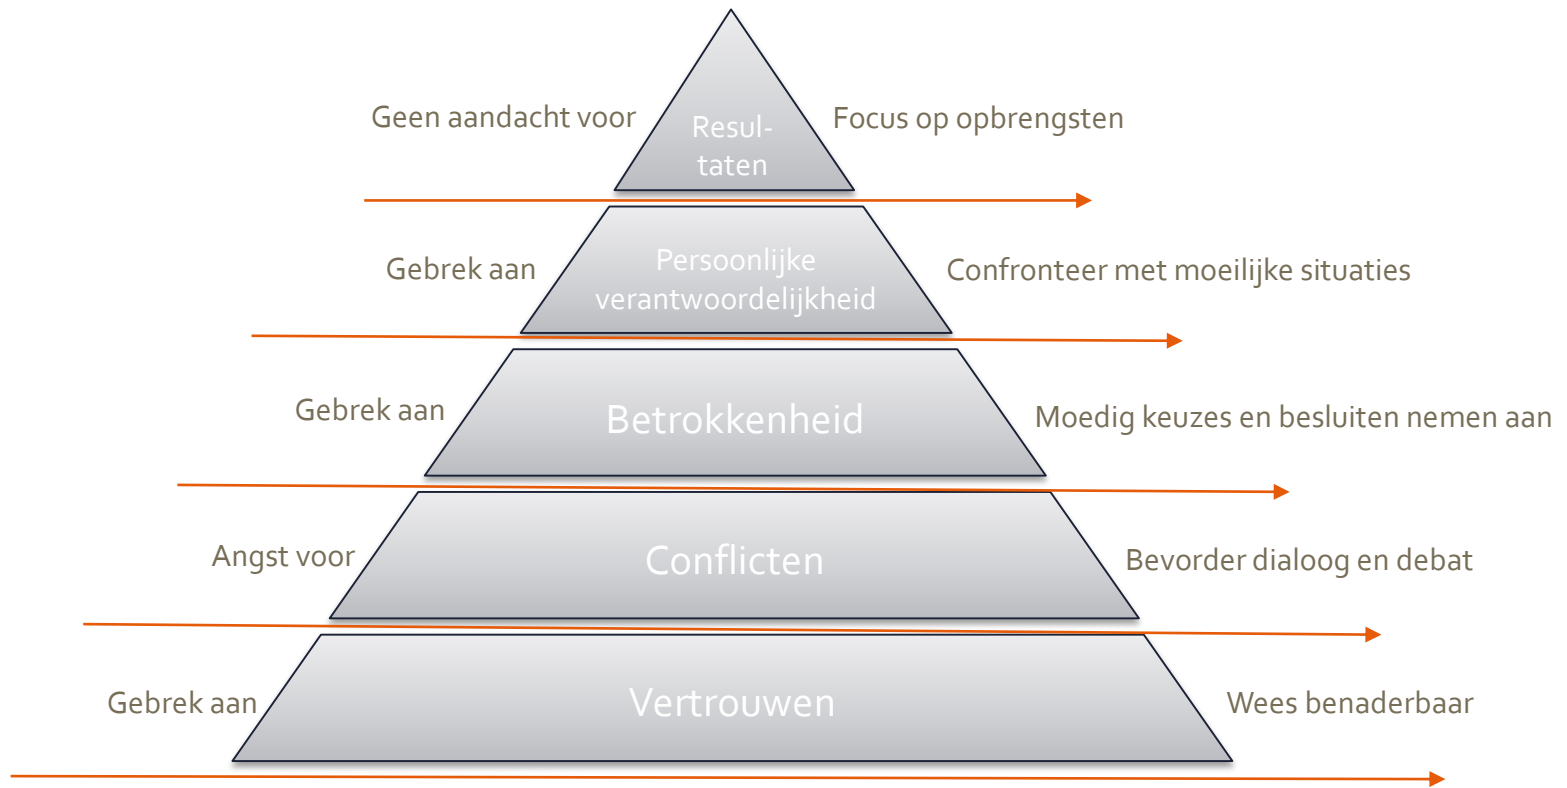 Geen aandacht voor
Resul-
taten
Focus op opbrengsten
Gebrek aan
Persoonlijke
verantwoordelijkheid
Confronteer met moeilijke situaties
Gebrek aan
Betrokkenheid
Moedig keuzes en besluiten nemen aan
Angst voor
Conflicten
Bevorder dialoog en debat
Gebrek aan
Vertrouwen
Wees benaderbaar